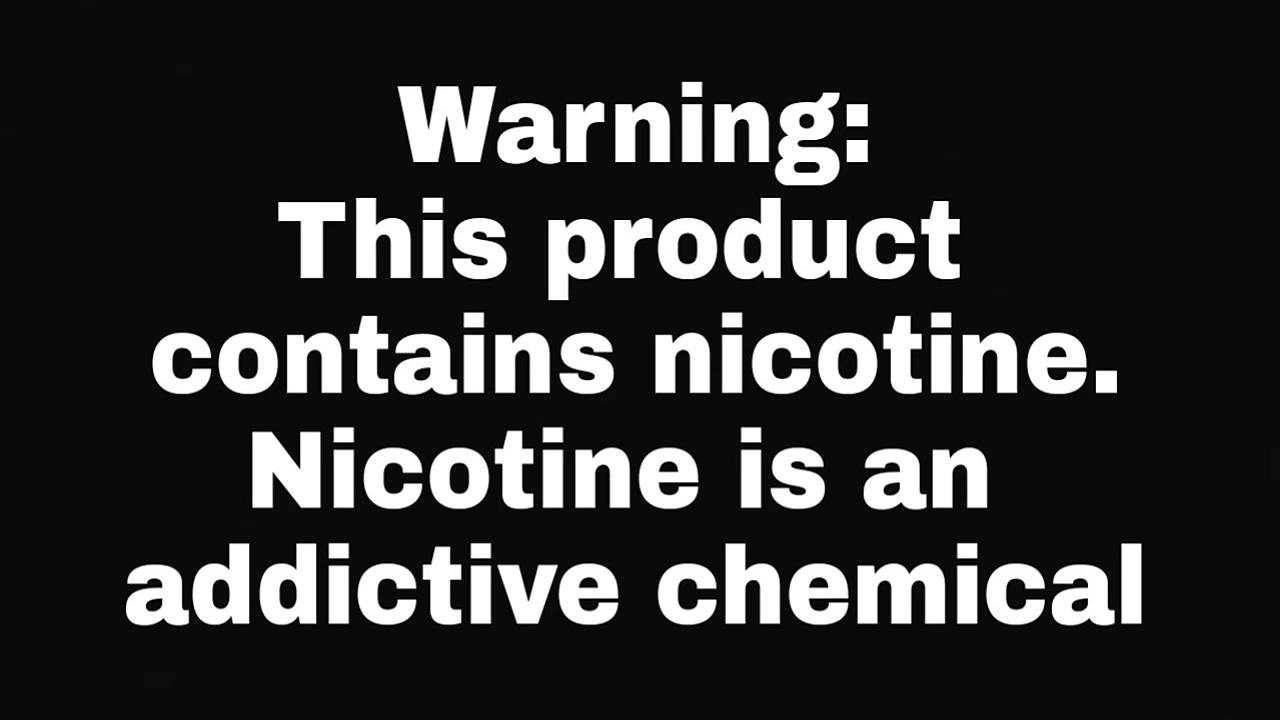 Warning:
This product
contains nicotine.
Nicotine is an
addictive chemical